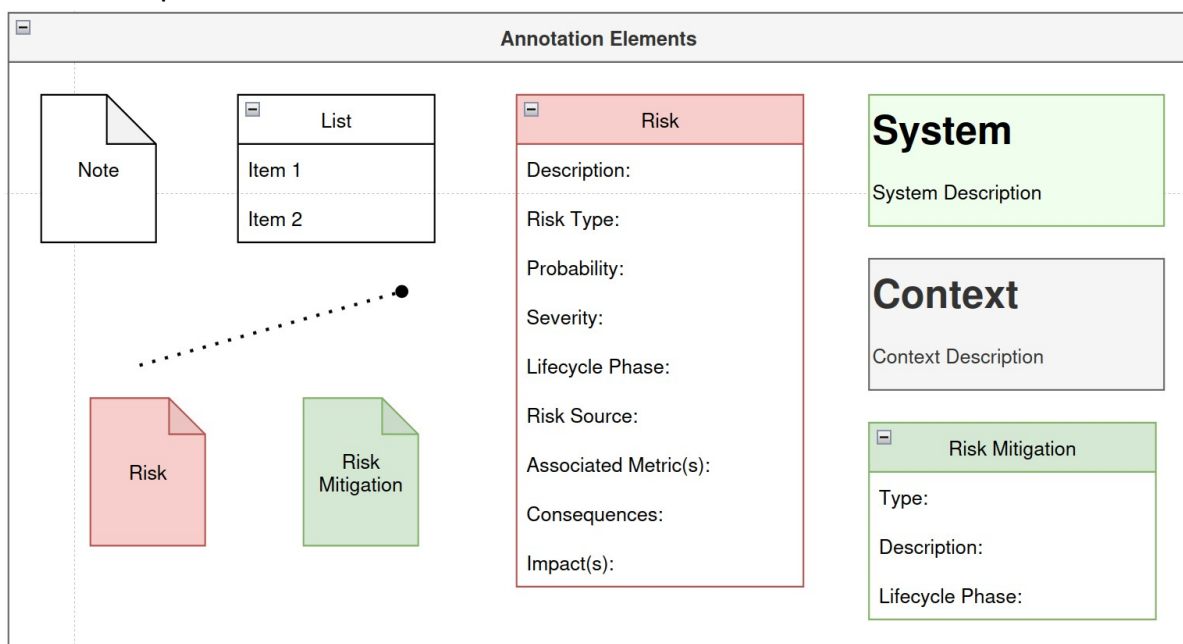 Annotation Elements
Note
List
Item 1
Item 2
Risk
Description:
Risk Type:
Probability:
Severity:
Lifecycle Phase:
Risk Source:
Associated Metric(s):
Consequences:
Impact(s):
System
System Description
Context
Context Description
Risk
Risk
Mitigation
Risk Mitigation
Type:
Description:
Lifecycle Phase: